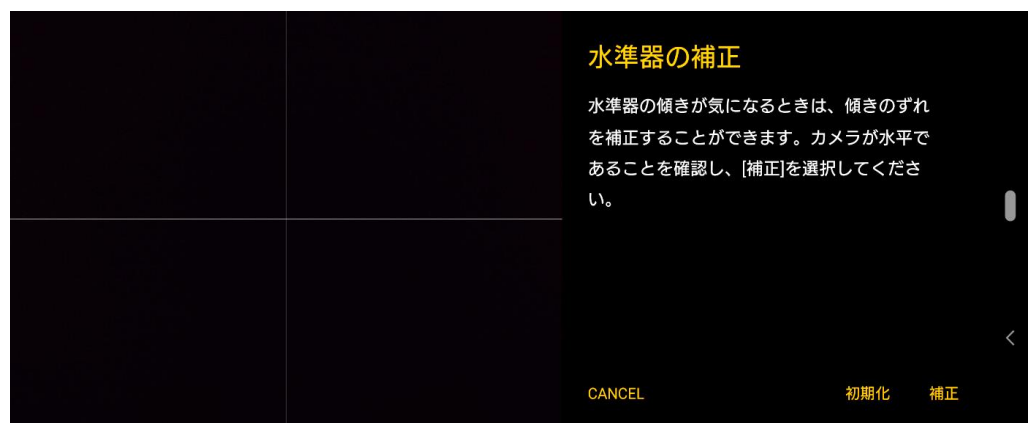 水準器の補正
水準器の傾きが気になるときは、傾きのずれ
を補正することができます。カメラが水平で
あることを確認し、[補正]を選択してくださ
い。
CANCEL 初期化 補正